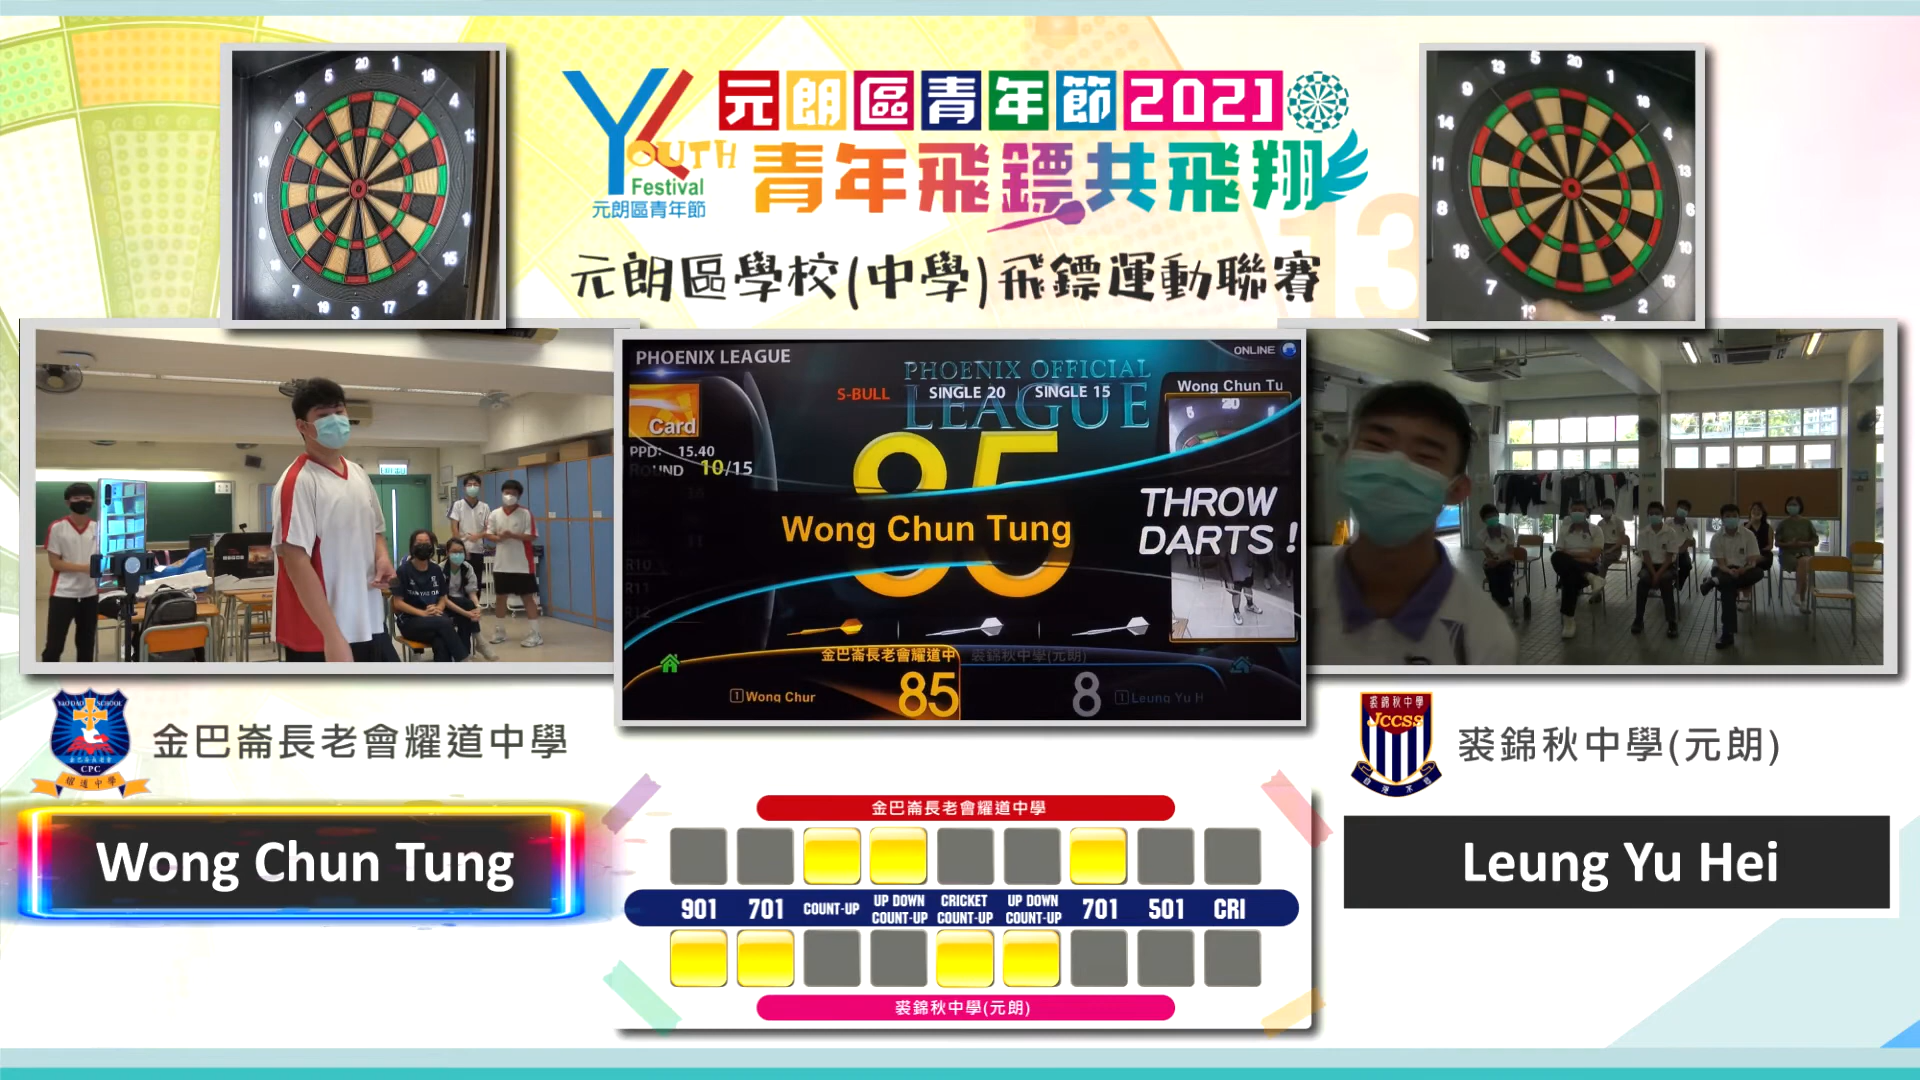 元朗區青年節2021
YOUTH
Festival
元朗區青年節
青年飛鏢共飛翔
元朗區學校(中學)飛鏢運動聯賽
PHOENIX LEAGUE
ONLINE
PHOENIX OFFICIAL
LEAGUE
S-BULL SINGLE 20 SINGLE 15
Wong Chun Tu
Card
PPD: 15.40
ROUND 10/15
85
Wong Chun Tung
THROW
DARTS !
R10
R11
金巴崙長老會耀道中
裘錦秋中學(元朗)
1 Wong Chur
85
8
1 Leung Yu H
金巴崙長老會耀道中學
裘錦秋中學(元朗)
JCCSS
CPC
Wong Chun Tung
Leung Yu Hei
金巴崙長老會耀道中學
901 701 COUNT-UP UP DOWN COUNT-UP CRICKET COUNT-UP UP DOWN COUNT-UP 701 501 CRI
裘錦秋中學(元朗)